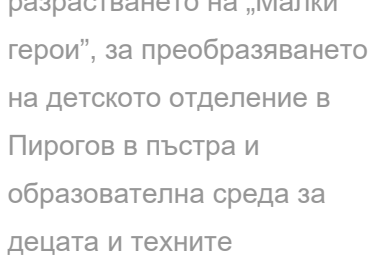 разрастването на „Малки
герои”, за преобразяването
на детското отделение в
Пирогов в пъстра и
образователна среда за
децата и техните